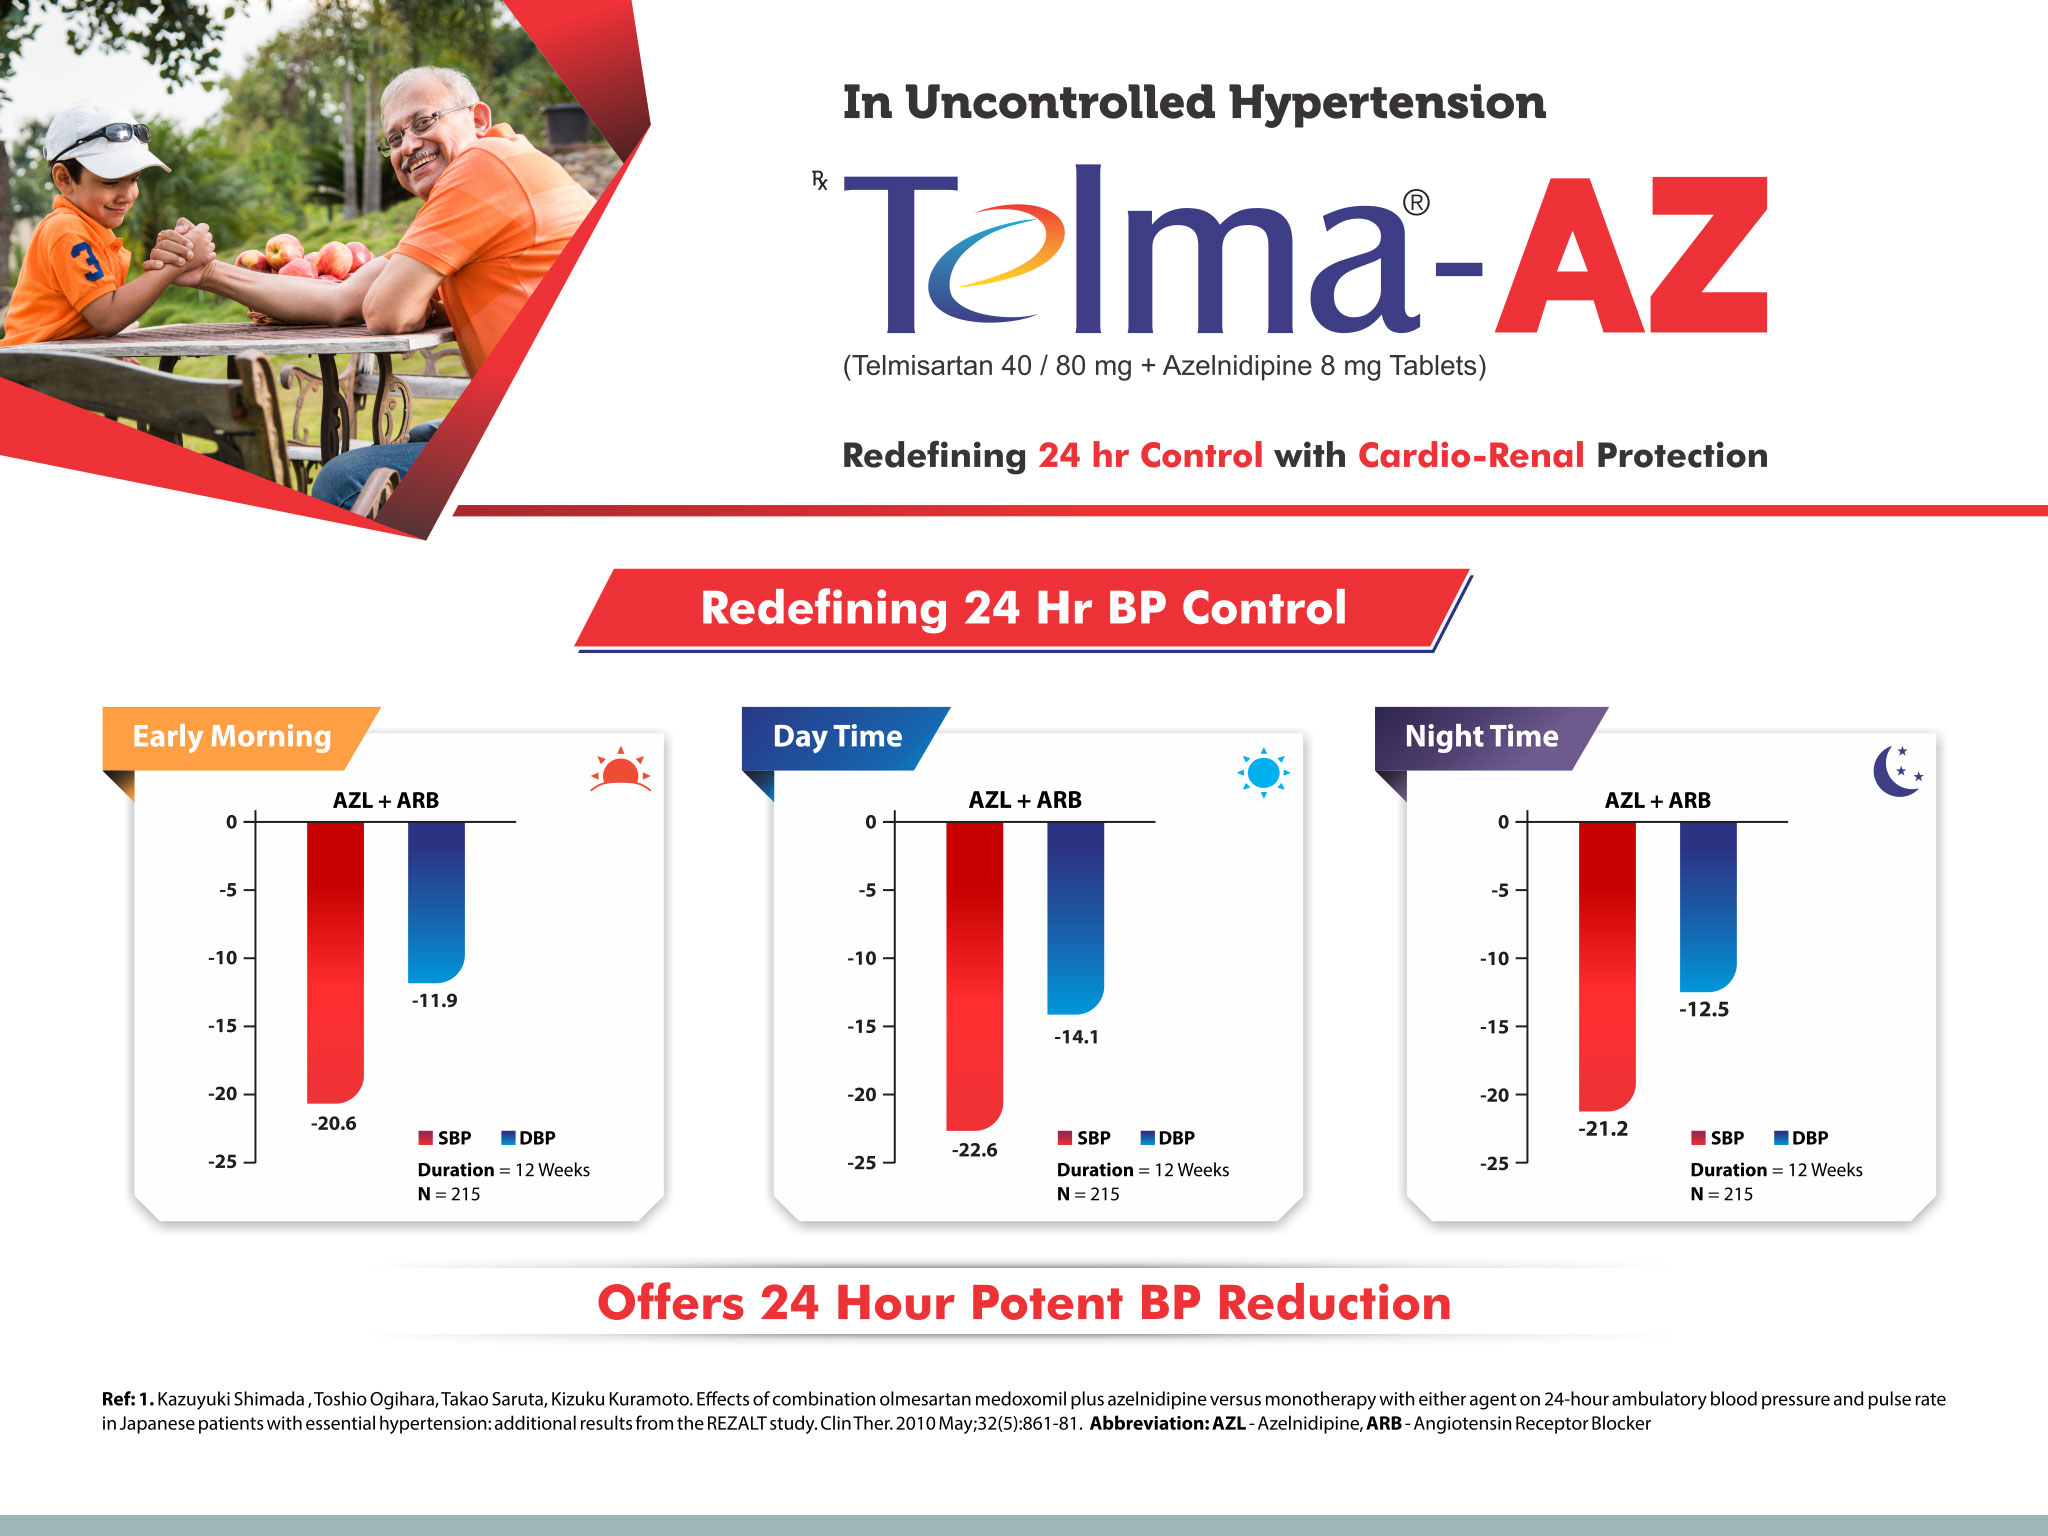 In Uncontrolled Hypertension
℞ Telma®-AZ
(Telmisartan 40 / 80 mg + Azelnidipine 8 mg Tablets)
Redefining 24 hr Control with Cardio-Renal Protection
3
Redefining 24 Hr BP Control
Early Morning
AZL + ARB
0
-5
-10
-15
-20
-25
-11.9
-20.6
SBP DBP
Duration = 12 Weeks
N = 215
Day Time
AZL + ARB
0
-5
-10
-15
-20
-25
-14.1
-22.6
SBP DBP
Duration = 12 Weeks
N = 215
Night Time
AZL + ARB
0
-5
-10
-15
-20
-25
-12.5
-21.2
SBP DBP
Duration = 12 Weeks
N = 215
Offers 24 Hour Potent BP Reduction
Ref: 1. Kazuyuki Shimada , Toshio Ogihara, Takao Saruta, Kizuku Kuramoto. Effects of combination olmesartan medoxomil plus azelnidipine versus monotherapy with either agent on 24-hour ambulatory blood pressure and pulse rate
in Japanese patients with essential hypertension: additional results from the REZALT study. Clin Ther. 2010 May;32(5):861-81. Abbreviation: AZL - Azelnidipine, ARB - Angiotensin Receptor Blocker